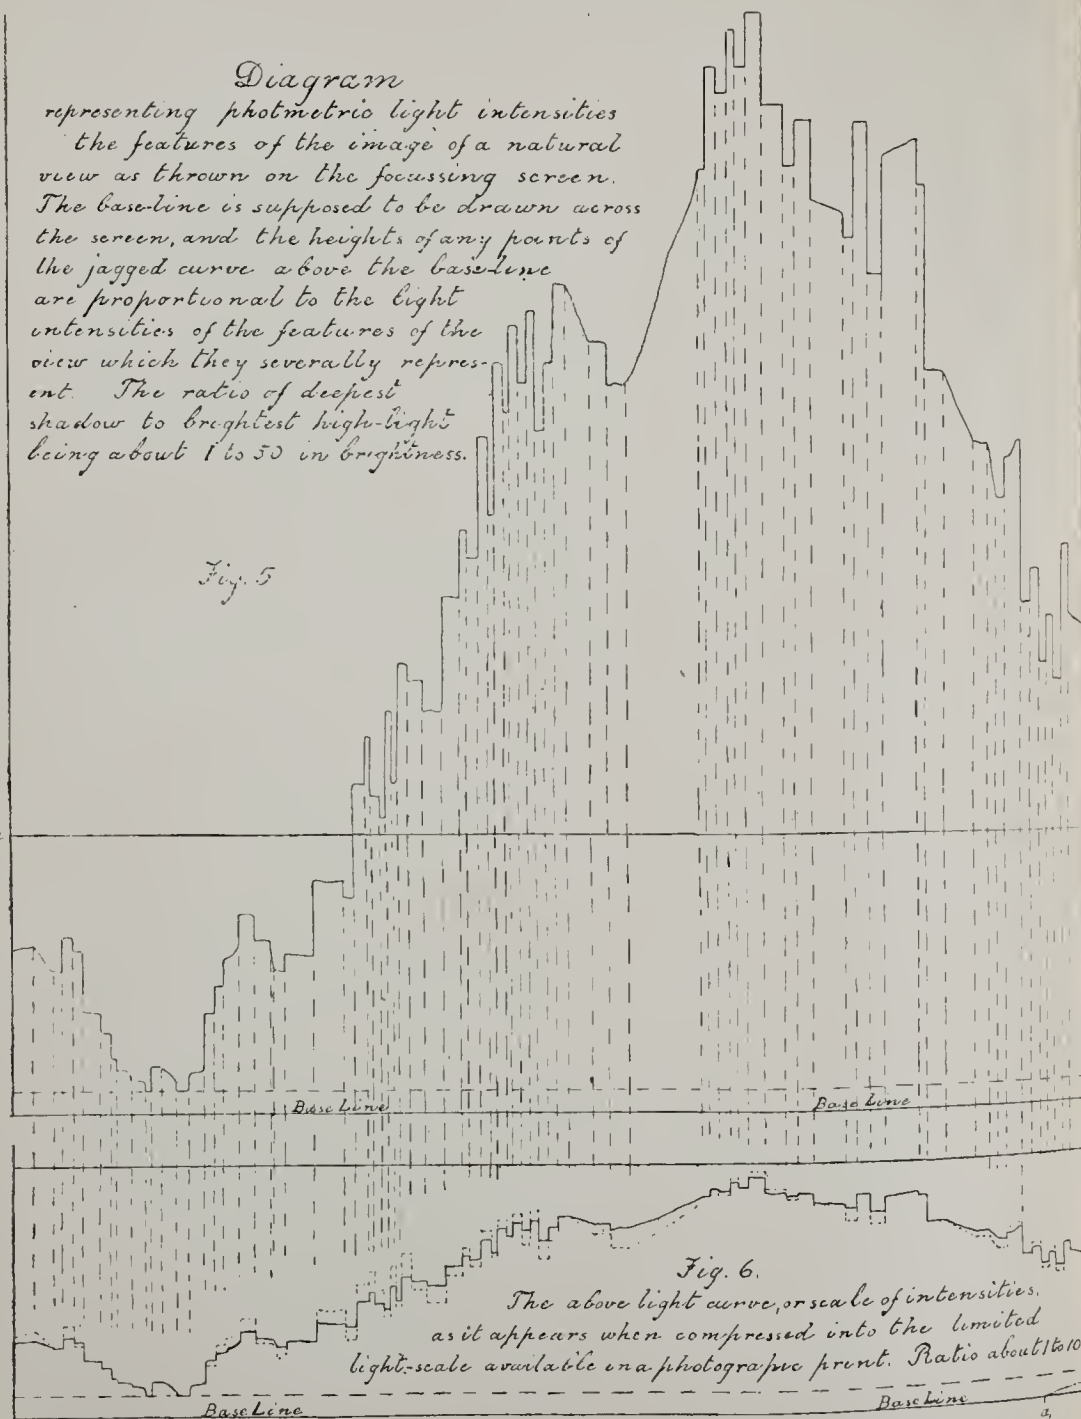 Diagram
representing photmetric light intensities
the features of the image of a natural
view as thrown on the focussing screen.
The base-line is supposed to be drawn across
the screen, and the heights of any points of
the jagged curve above the base-line
are proportional to the light
intensities of the features of the
view which they severally repres-
ent. The ratio of deepest
shadow to brightest high-light
being about 1 to 50 in brightness.
Fig. 5
Base Line
Base Line
Fig. 6.
The above light curve, or scale of intensities,
as it appears when compressed into the limited
light-scale available in a photograpic print. Ratio about 1 to 10
Base Line
Base Line